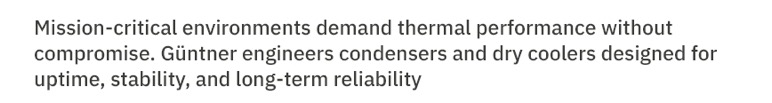 Mission-critical environments demand thermal performance without
compromise. Güntner engineers condensers and dry coolers designed for
uptime, stability, and long-term reliability